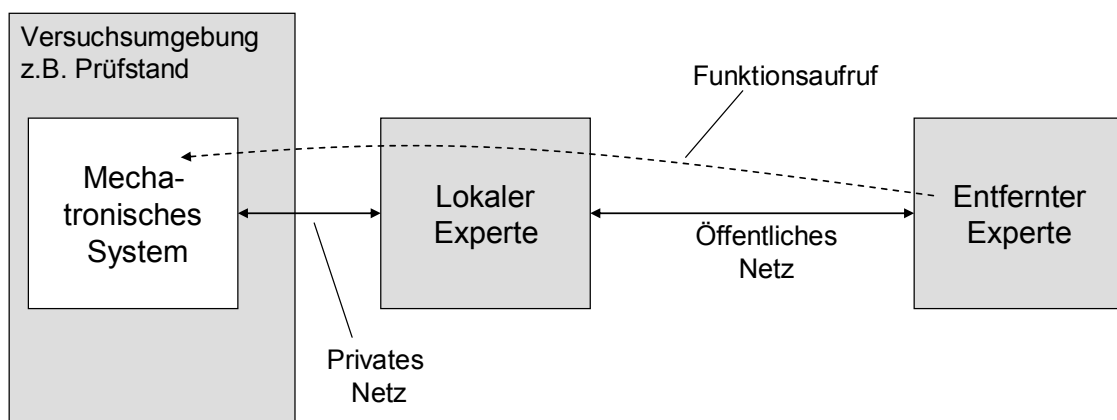 Versuchsumgebung
z.B. Prüfstand
Funktionsaufruf
Mecha-
tronisches
System
Lokaler
Experte
Entfernter
Experte
Öffentliches
Netz
Privates
Netz